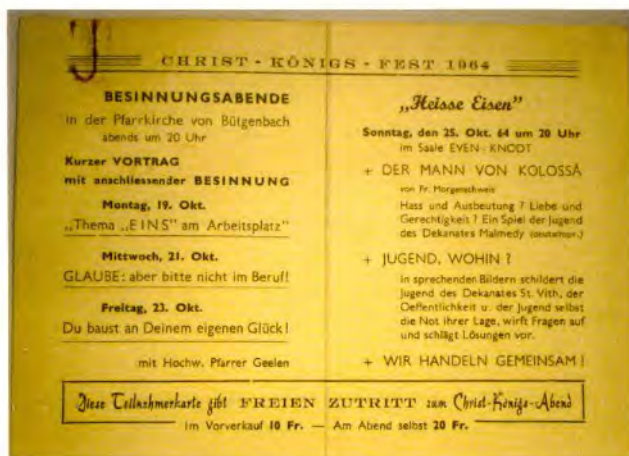 CHRIST - KÖNIGS - FEST 1964
BESINNUNGSABENDE
in der Pfarrkirche von Bütgenbach
abends um 20 Uhr
Kurzer VORTRAG
mit anschliessender BESINNUNG
Montag, 19. Okt.
„Thema „EINS" am Arbeitsplatz"
Mittwoch, 21. Okt.
GLAUBE: aber bitte nicht im Beruf!
Freitag, 23. Okt.
Du baust an Deinem eigenen Glück!
mit Hochw. Pfarrer Geelen
„Heisse Eisen"
Sonntag, den 25. Okt. 64 um 20 Uhr
im Saale EVEN - KNODT
+ DER MANN VON KOLOSSÄ
von Fr. Morgenschweis
Hass und Ausbeutung ? Liebe und
Gerechtigkeit ? Ein Spiel der Jugend
des Dekanates Malmedy (deutschspr.)
+ JUGEND, WOHIN ?
In sprechenden Bildern schildert die
Jugend des Dekanates St. Vith, der
Oeffentlichkeit u. der Jugend selbst
die Not ihrer Lage, wirft Fragen auf
und schlägt Lösungen vor.
+ WIR HANDELN GEMEINSAM !
Diese Teilnehmerkarte gibt FREIEN ZUTRITT zum Christ-Königs-Abend
Im Vorverkauf 10 Fr. — Am Abend selbst 20 Fr.